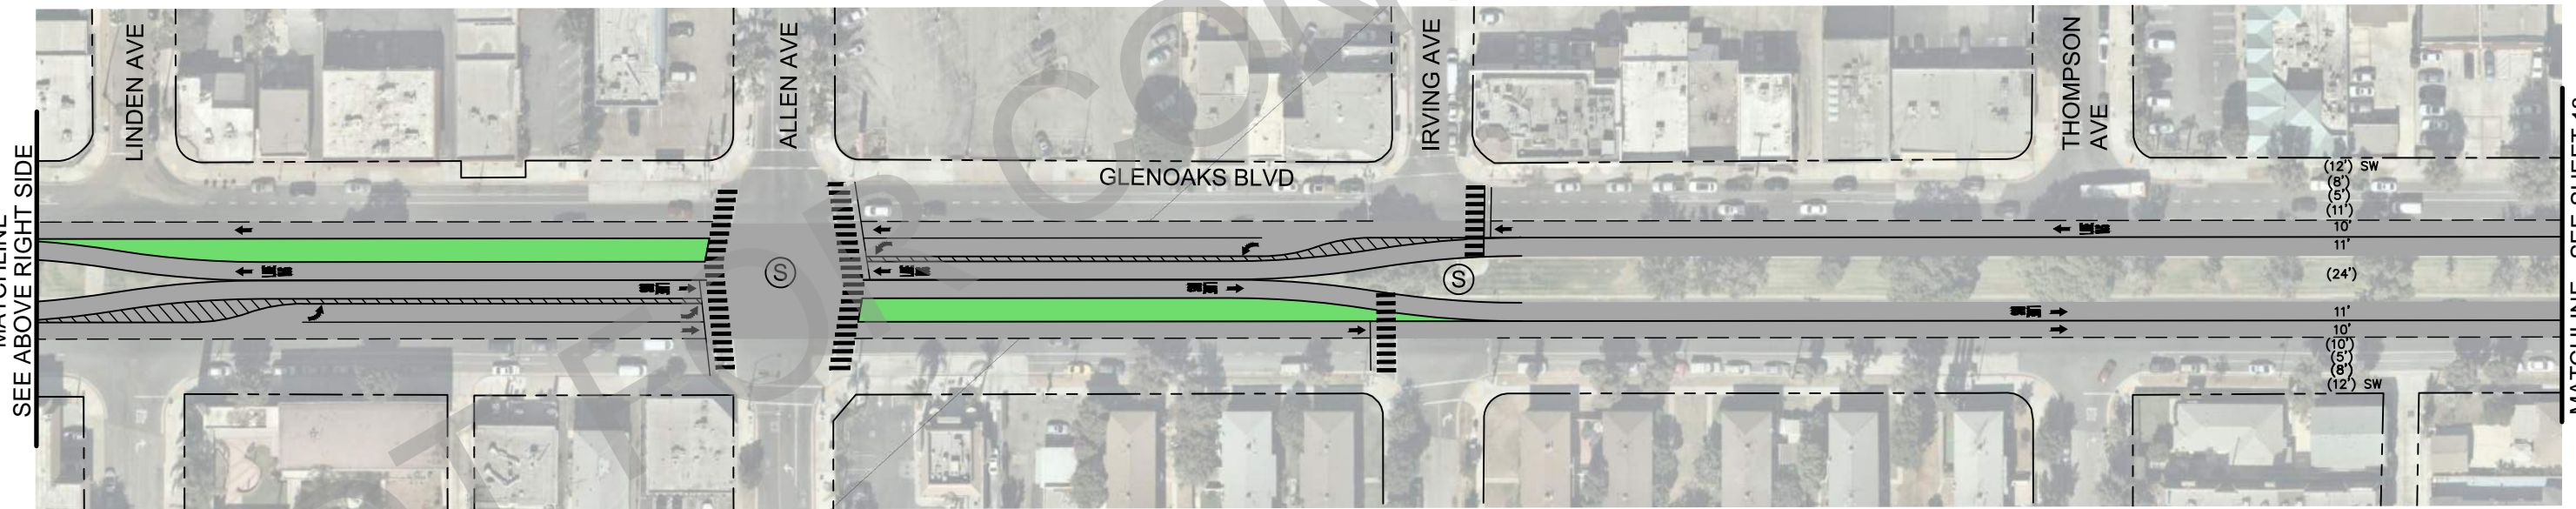 LINDEN AVE
ALLEN AVE
IRVING AVE
THOMPSON
AVE
GLENOAKS BLVD
SEE ABOVE RIGHT SIDE
S
S
(12') SW
(8')
(5')
(11')
10'
11'
(24')
11'
10'
(10')
(5')
(8')
(12') SW
FOR